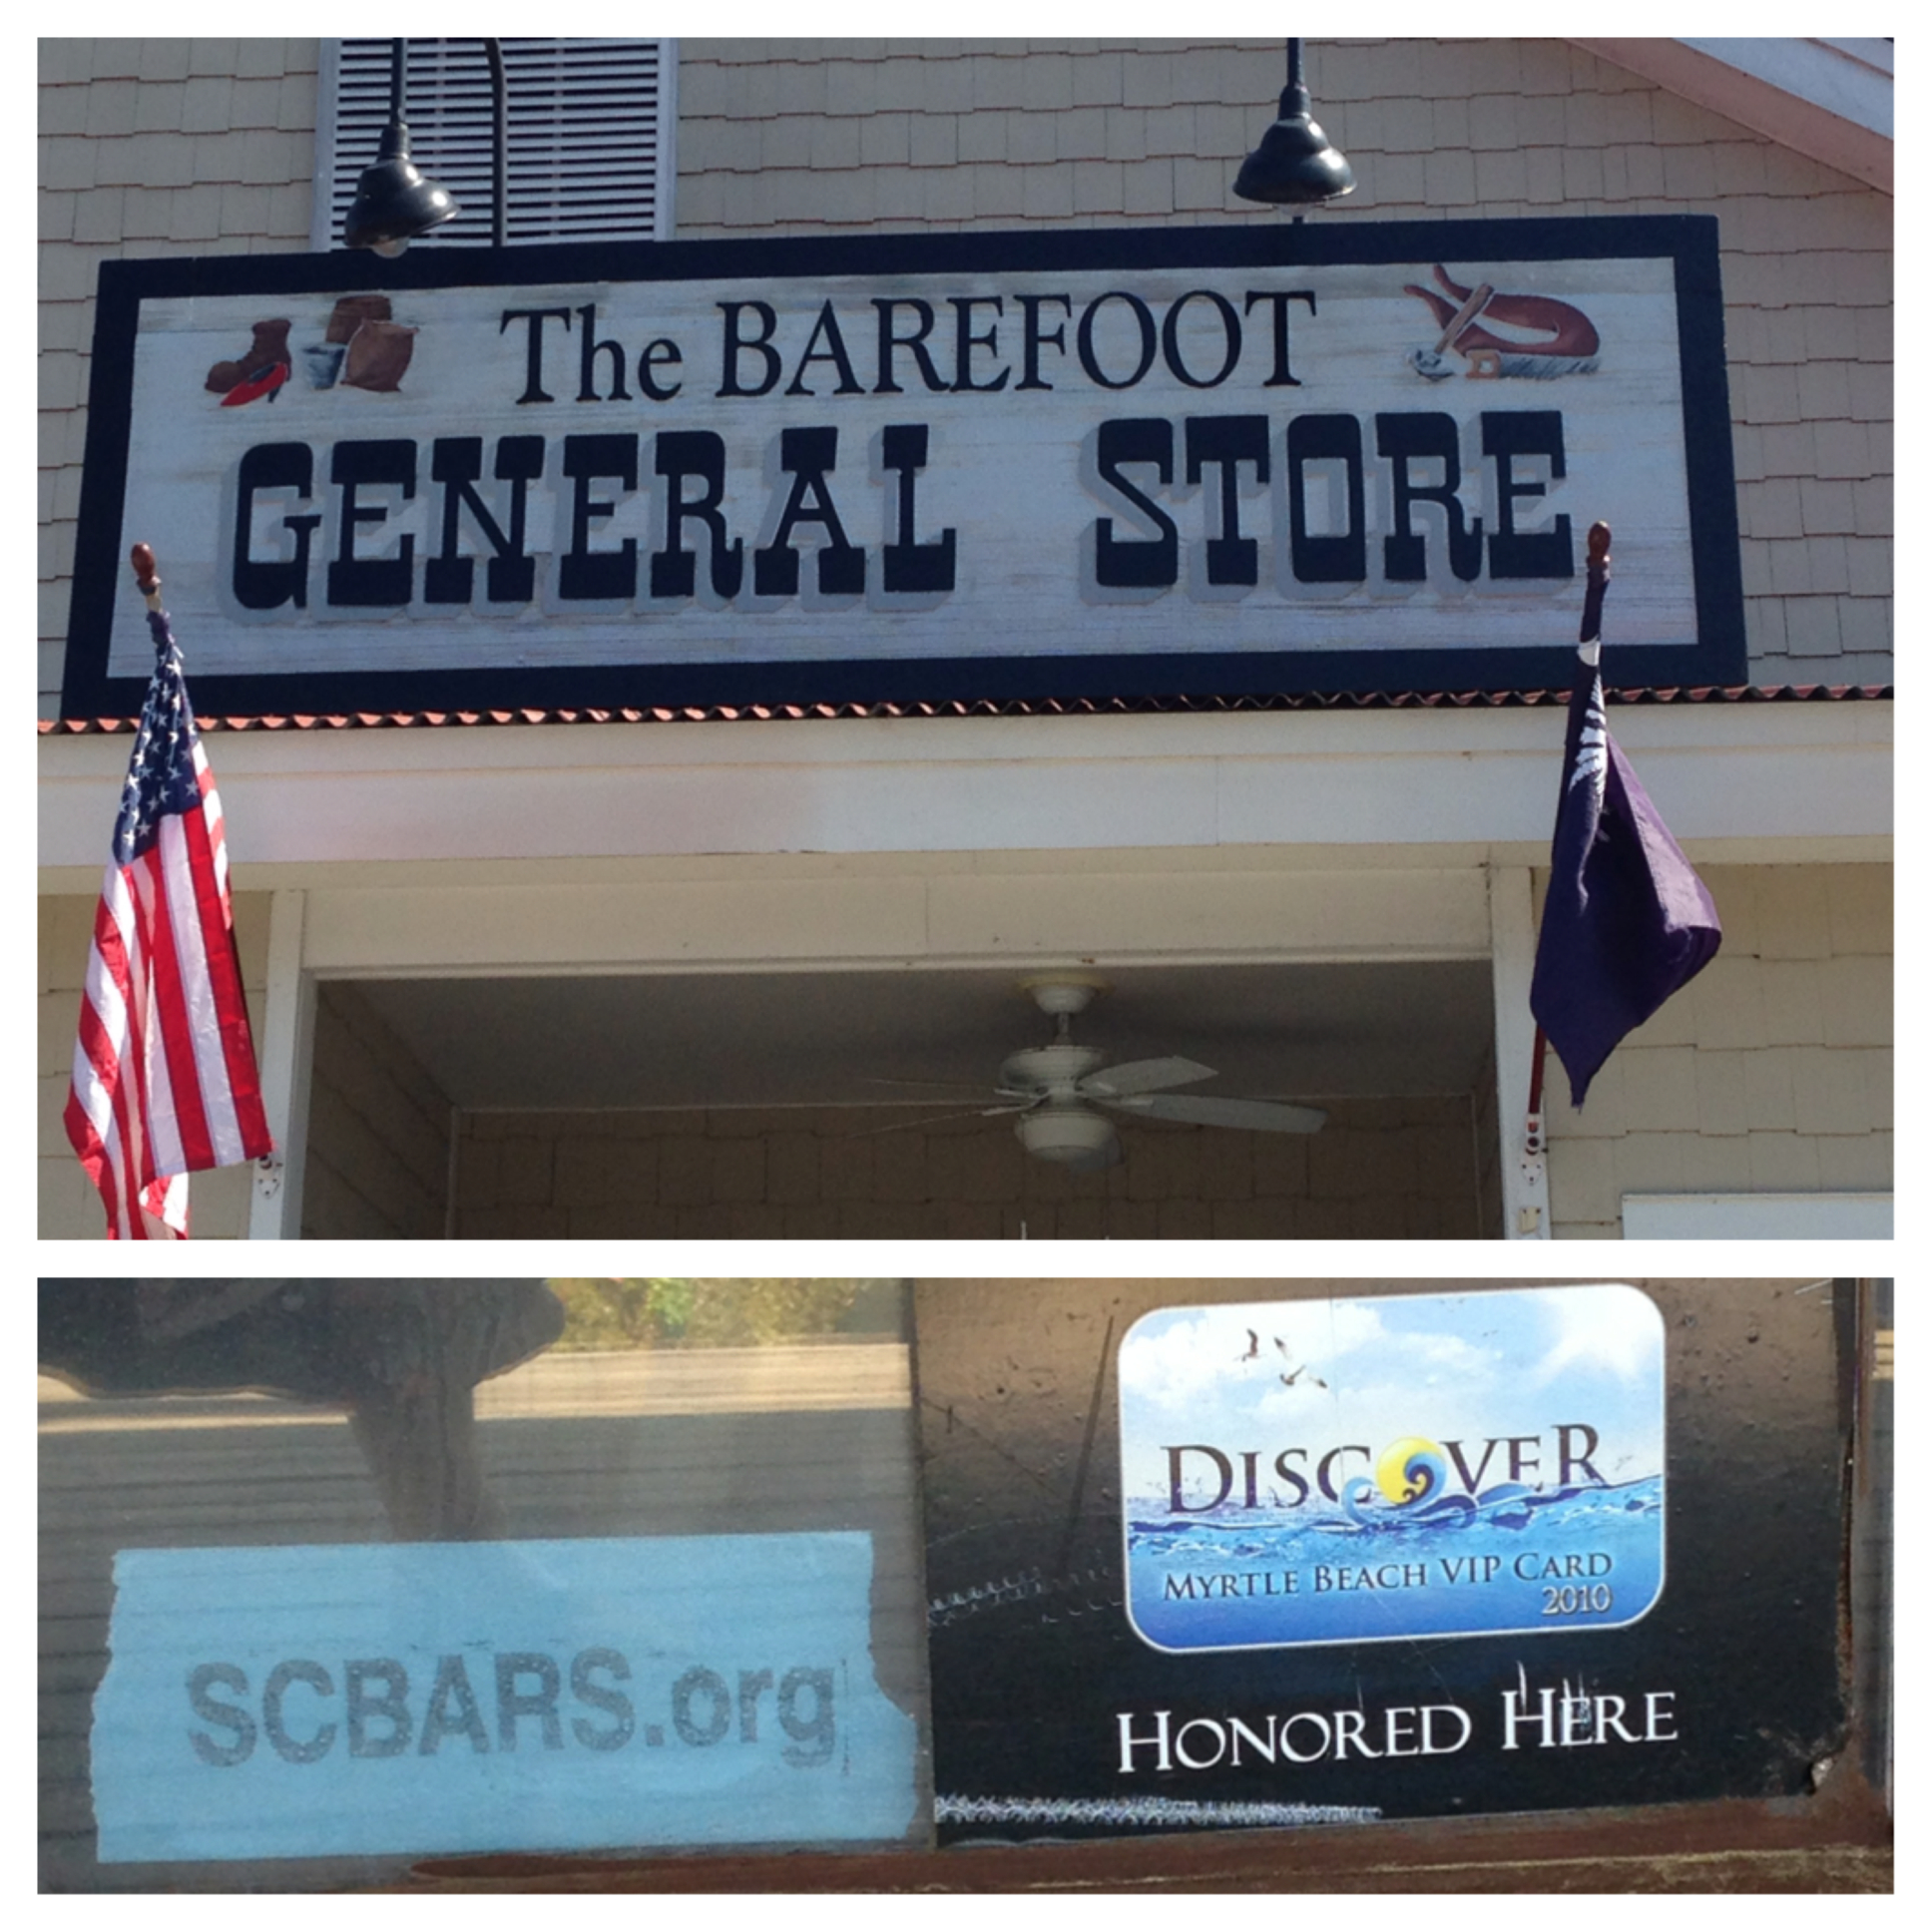 The BAREFOOT
GENERAL STORE
SCBARS.org
DISCOVER
MYRTLE BEACH VIP CARD
2010
HONORED HERE